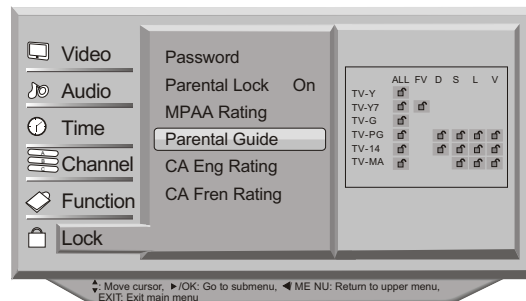 Video
Audio
Time
Channel
Function
Lock
Password
Parental Lock On
MPAA Rating
Parental Guide
CA Eng Rating
CA Fren Rating
ALL FV D S L V
TV-Y
TV-Y7
TV-G
TV-PG
TV-14
TV-MA
: Move cursor, ▶/OK: Go to submenu, ◀/ ME NU: Return to upper menu,
EXIT: Exit main menu